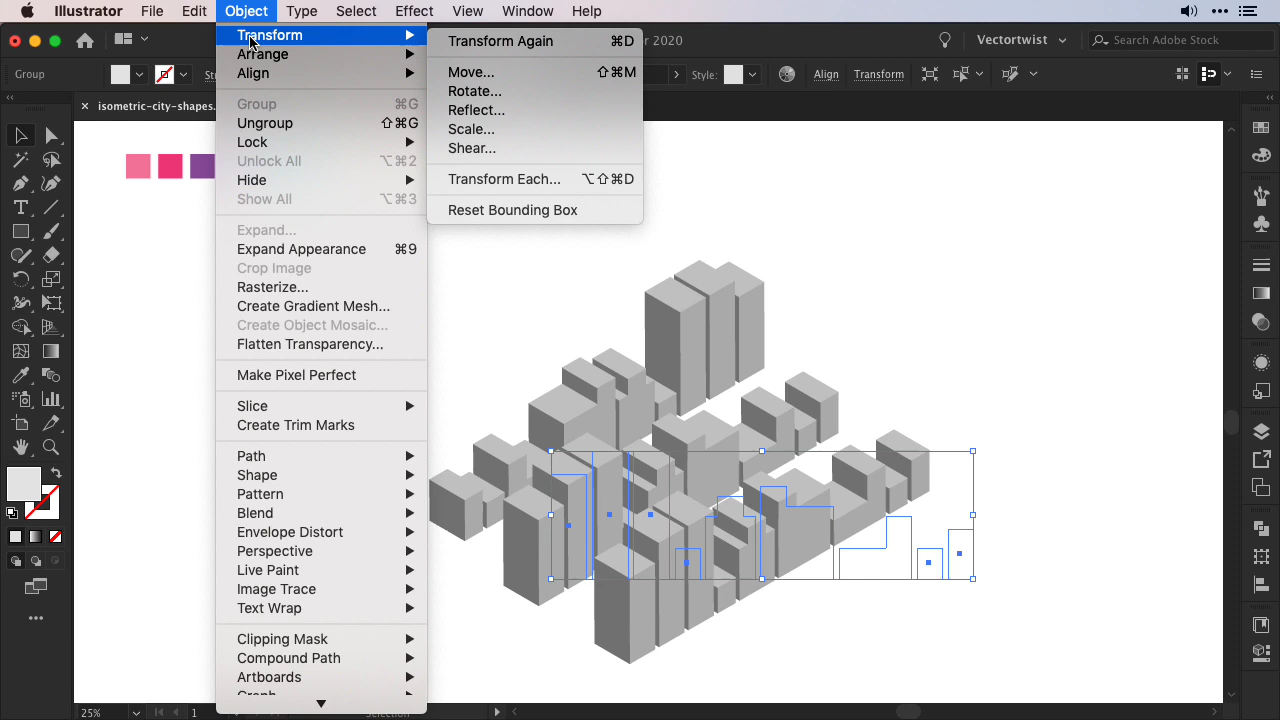 Illustrator File Edit Object Type Select Effect View Window Help
2020
Vectortwist
Search Adobe Stock
Group
Style:
Align
Transform
isometric-city-shapes.
Transform
Arrange
Align
Group ⌘G
Ungroup ⇧⌘G
Lock
Unlock All ⌥⌘2
Hide
Show All ⌥⌘3
Expand...
Expand Appearance ⌘9
Crop Image
Rasterize...
Create Gradient Mesh...
Create Object Mosaic...
Flatten Transparency...
Make Pixel Perfect
Slice
Create Trim Marks
Path
Shape
Pattern
Blend
Envelope Distort
Perspective
Live Paint
Image Trace
Text Wrap
Clipping Mask
Compound Path
Artboards
Graph
Transform Again ⌘D
Move... ⇧⌘M
Rotate...
Reflect...
Scale...
Shear...
Transform Each... ⌥⇧⌘D
Reset Bounding Box
25%
1
Selection